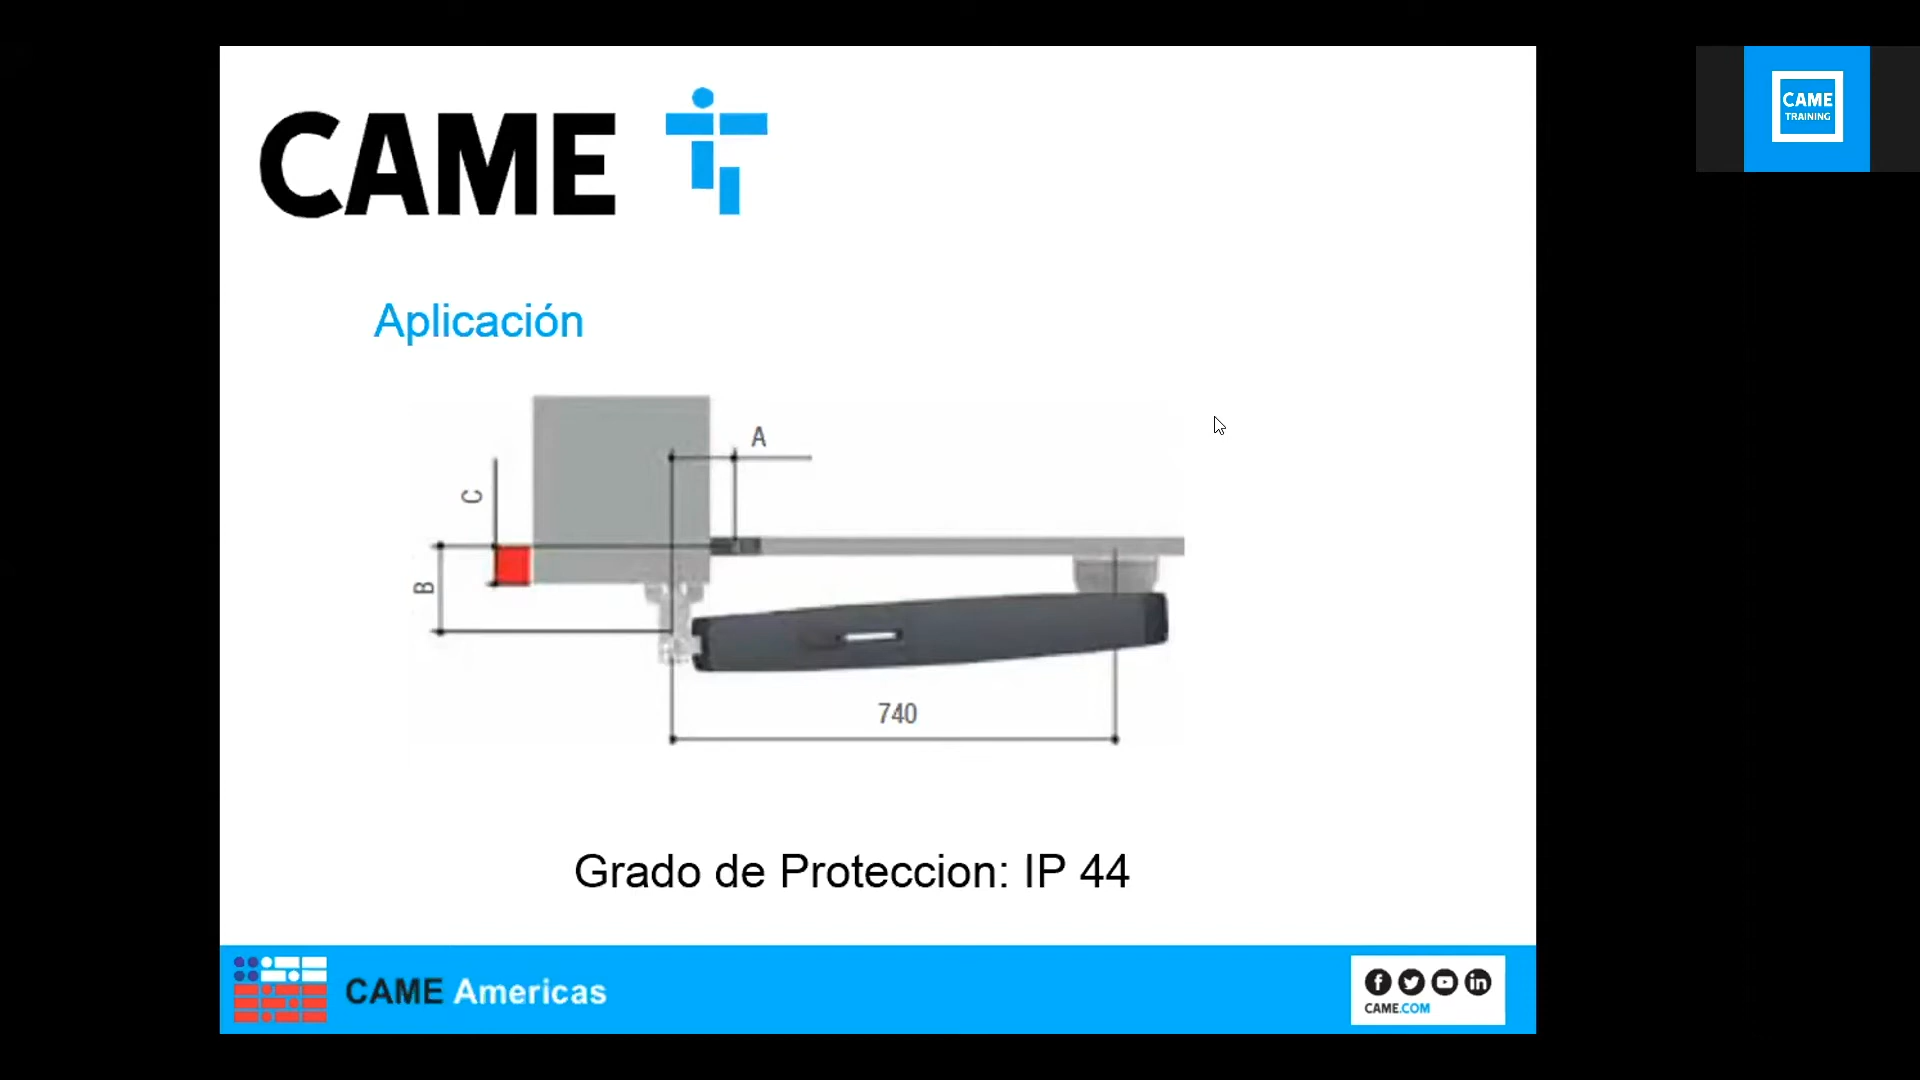 CAME
CAME
TRAINING
Aplicación
A
C
B
740
Grado de Proteccion: IP 44
CAME Americas
CAME.COM